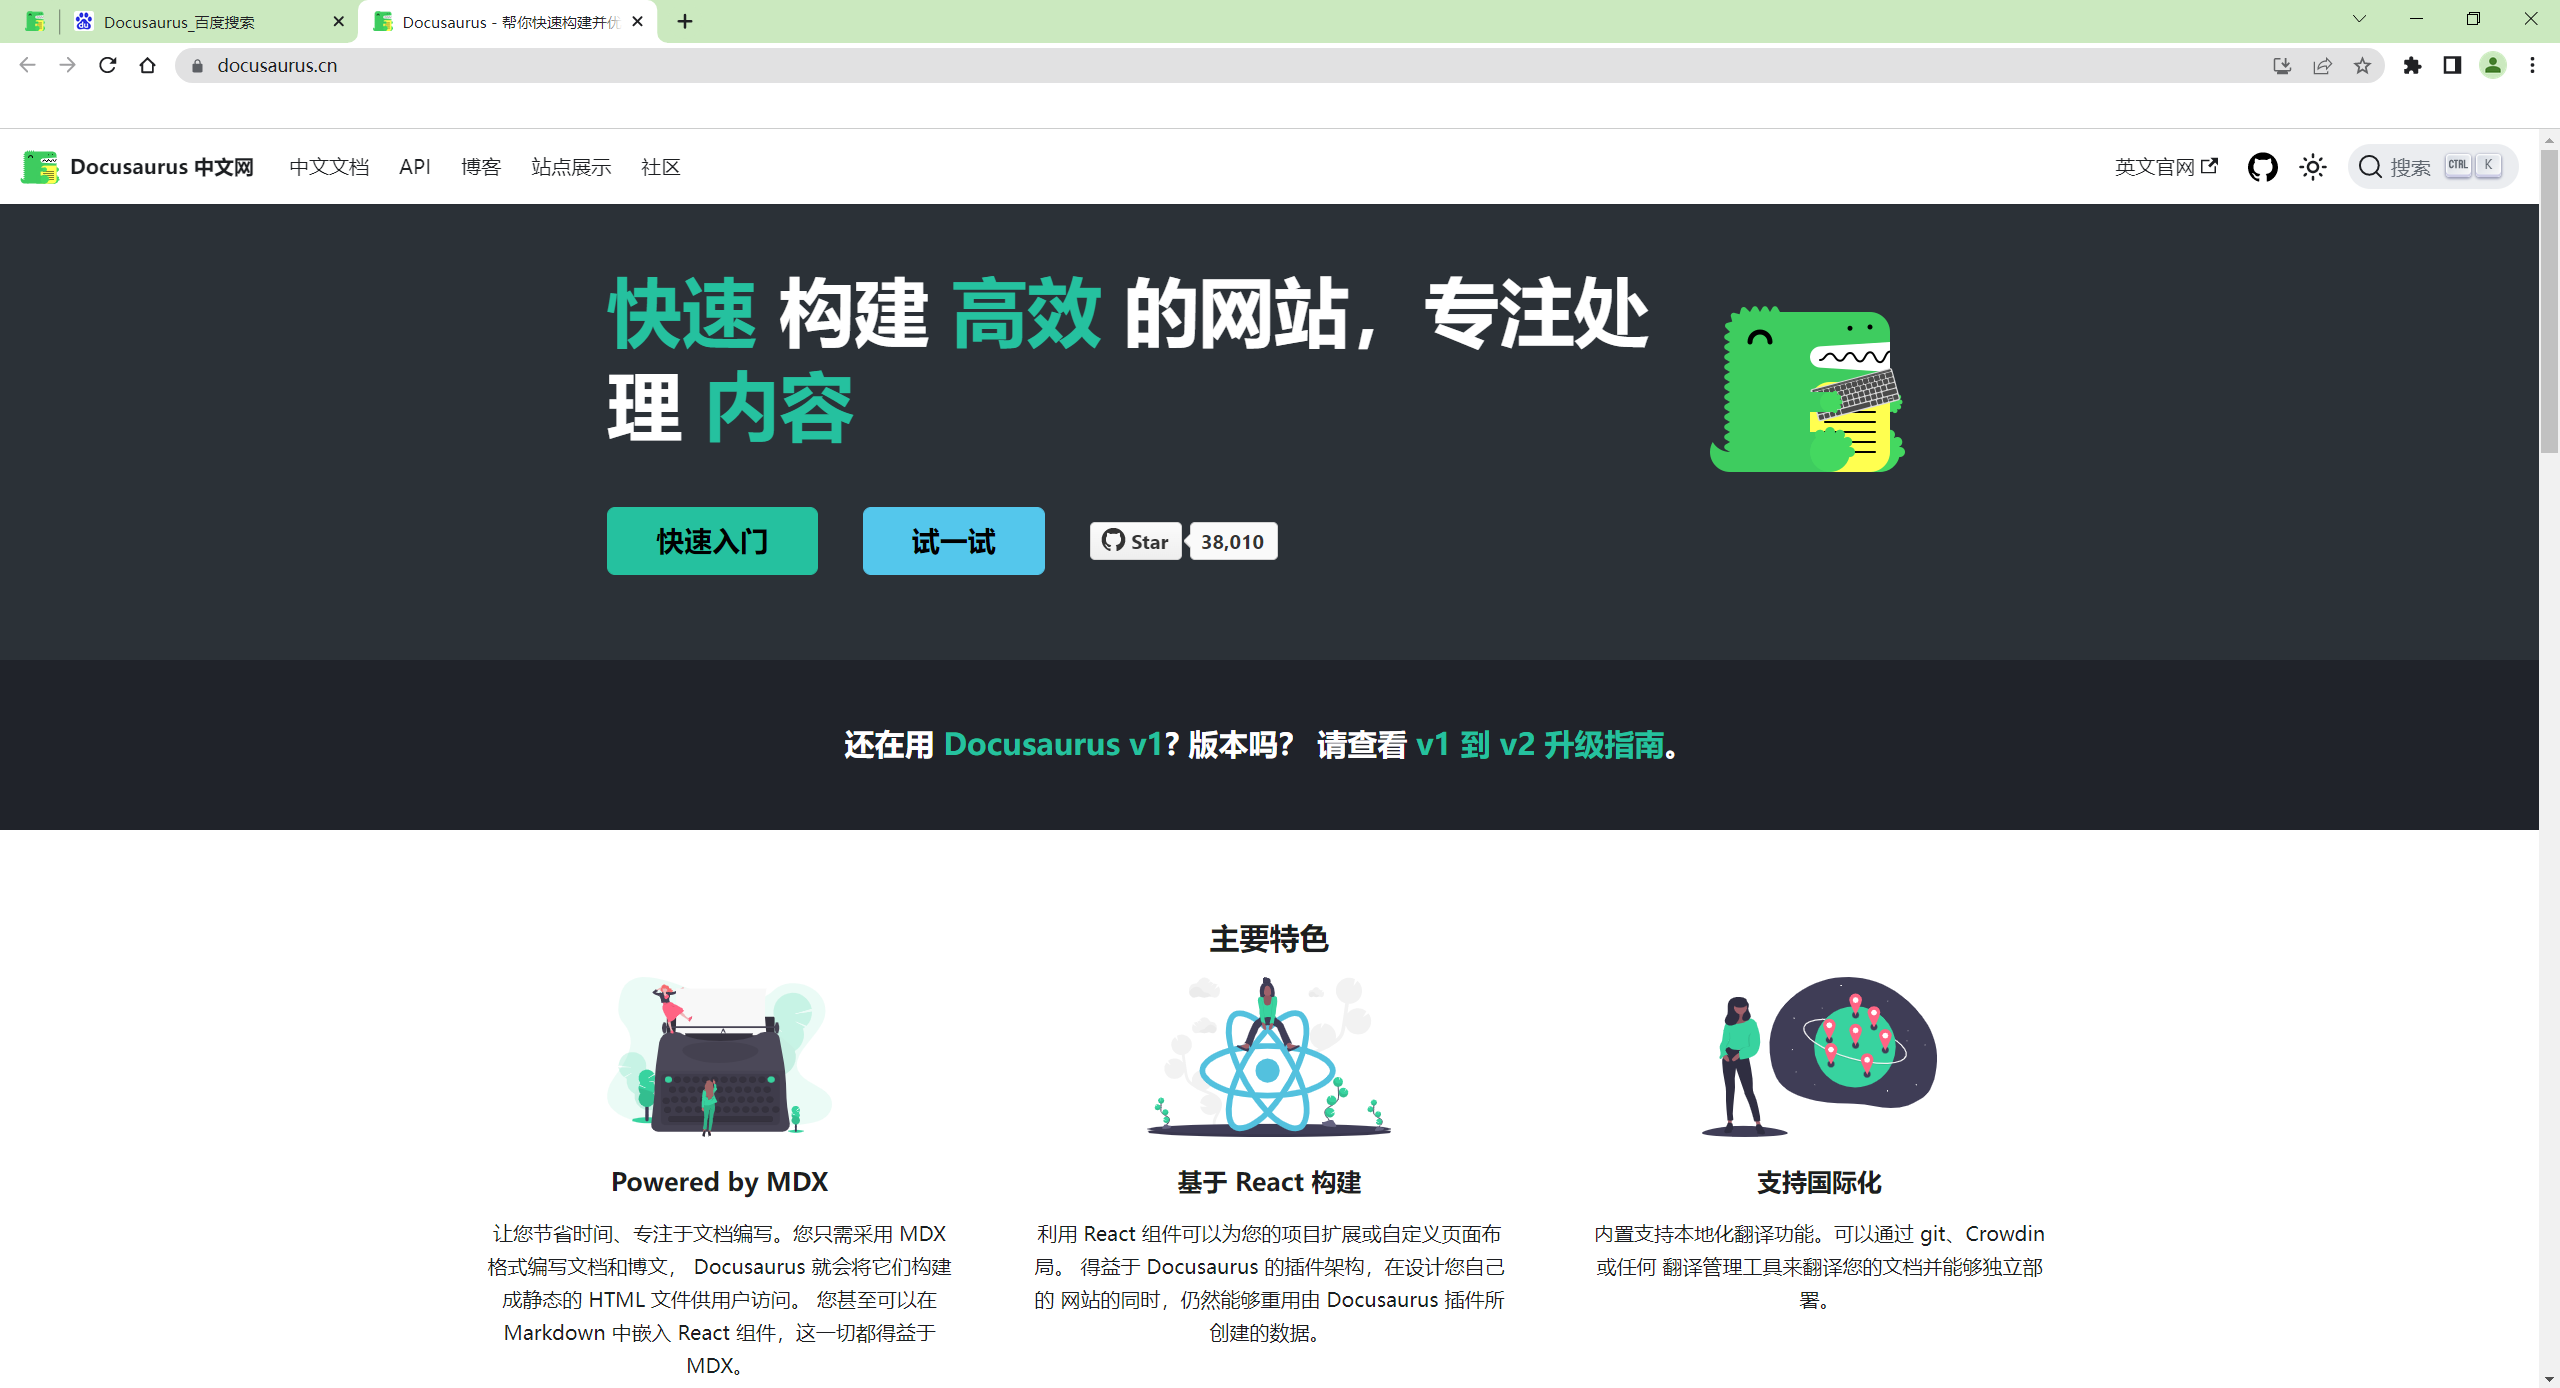 Docusaurus_百度搜索
Docusaurus - 帮你快速构建并优
docusaurus.cn
Docusaurus 中文网
中文文档
API
博客
站点展示
社区
英文官网
搜索
CTRL
K
快速 构建 高效 的网站，专注处
理 内容
快速入门
试一试
Star
38,010
还在用 Docusaurus v1? 版本吗？ 请查看 v1 到 v2 升级指南。
主要特色
Powered by MDX
让您节省时间、专注于文档编写。您只需采用 MDX
格式编写文档和博文， Docusaurus 就会将它们构建
成静态的 HTML 文件供用户访问。 您甚至可以在
Markdown 中嵌入 React 组件，这一切都得益于
MDX。
基于 React 构建
利用 React 组件可以为您的项目扩展或自定义页面布
局。 得益于 Docusaurus 的插件架构，在设计您自己
的 网站的同时，仍然能够重用由 Docusaurus 插件所
创建的数据。
支持国际化
内置支持本地化翻译功能。可以通过 git、Crowdin
或任何 翻译管理工具来翻译您的文档并能够独立部
署。